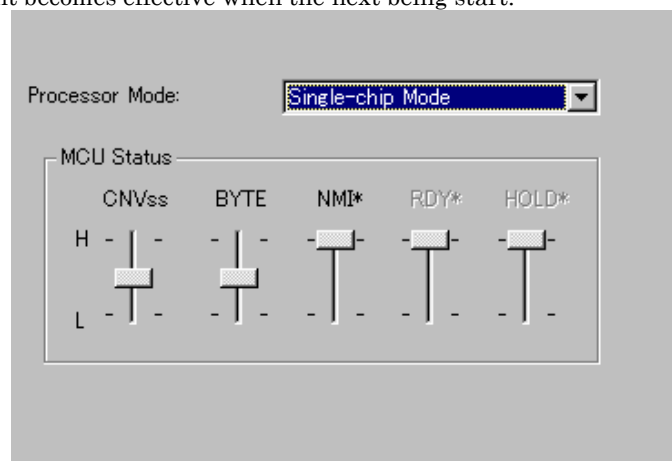 it becomes effective when the next being start.
Processor Mode: Single-chip Mode
MCU Status
CNVss BYTE NMI* RDY* HOLD*
H
L